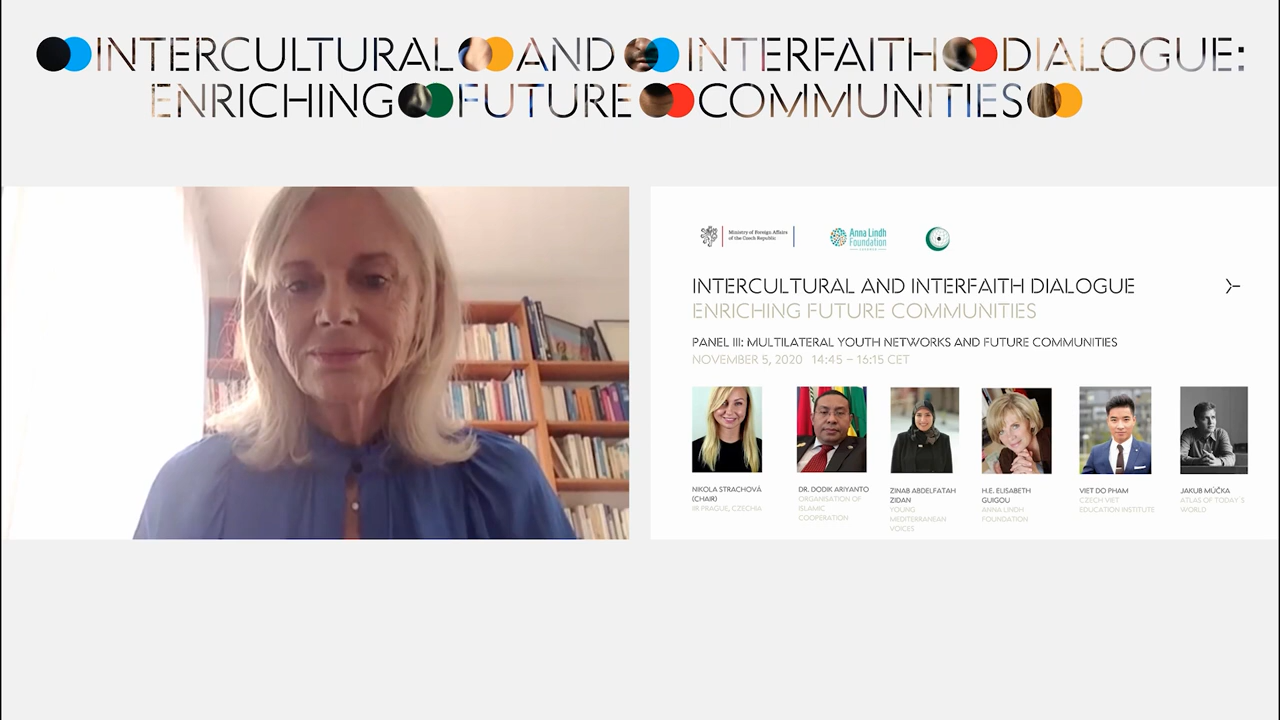 INTERCULTURAL AND INTERFAITH DIALOGUE:
ENRICHING FUTURE COMMUNITIES
Ministry of Foreign Affairs
of the Czech Republic
Anna Lindh
Foundation
INTERCULTURAL AND INTERFAITH DIALOGUE
ENRICHING FUTURE COMMUNITIES
PANEL III: MULTILATERAL YOUTH NETWORKS AND FUTURE COMMUNITIES
NOVEMBER 5, 2020 14:45 – 16:15 CET
NIKOLA STRACHOVÁ
(CHAIR)
IIR PRAGUE, CZECHIA
DR. DODIK ARIYANTO
ORGANISATION OF
ISLAMIC
COOPERATION
ZINAB ABDELFATAH
ZIDAN
YOUNG
MEDITERRANEAN
VOICES
H.E. ELISABETH
GUIGOU
ANNA LINDH
FOUNDATION
VIET DO PHAM
CZECH VIET
EDUCATION INSTITUTE
JAKUB MÚČKA
ATLAS OF TODAY´S
WORLD